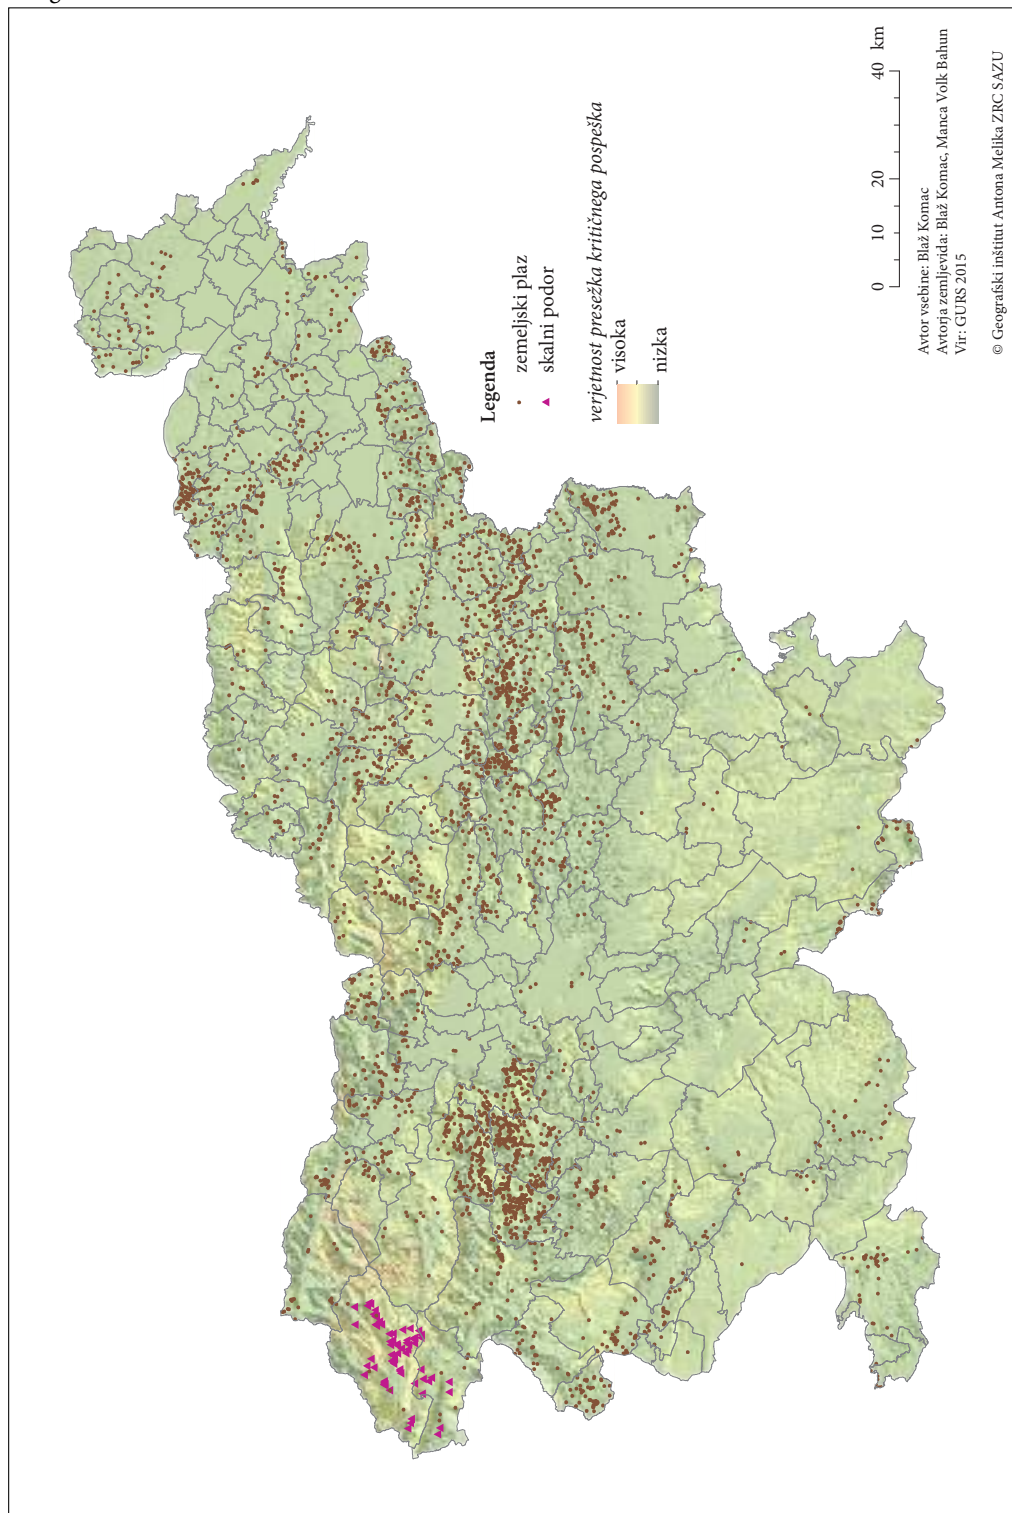 Legenda
zemeljski plaz
skalni podor
verjetnost presežka kritičnega pospeška
visoka
nizka
0 10 20 40 km
Avtor vsebine: Blaž Komac
Avtorja zemljevida: Blaž Komac, Manca Volk Bahun
Vir: GURS 2015
© Geografski inštitut Antona Melika ZRC SAZU